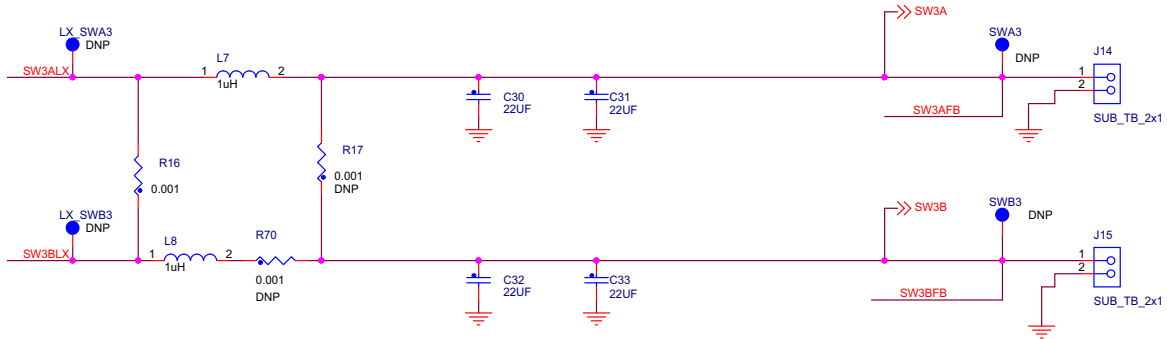 SW3A
LX_SWA3
DNP
SWA3
DNP
J14
L7
SW3ALX
1
2
1uH
1
2
C30
22UF
C31
22UF
SW3AFB
SUB_TB_2x1
R16
0.001
R17
0.001
DNP
LX_SWB3
DNP
SW3B
SWB3
DNP
J15
L8
R70
SW3BLX
1
2
1uH
0.001
DNP
1
2
C32
22UF
C33
22UF
SW3BFB
SUB_TB_2x1